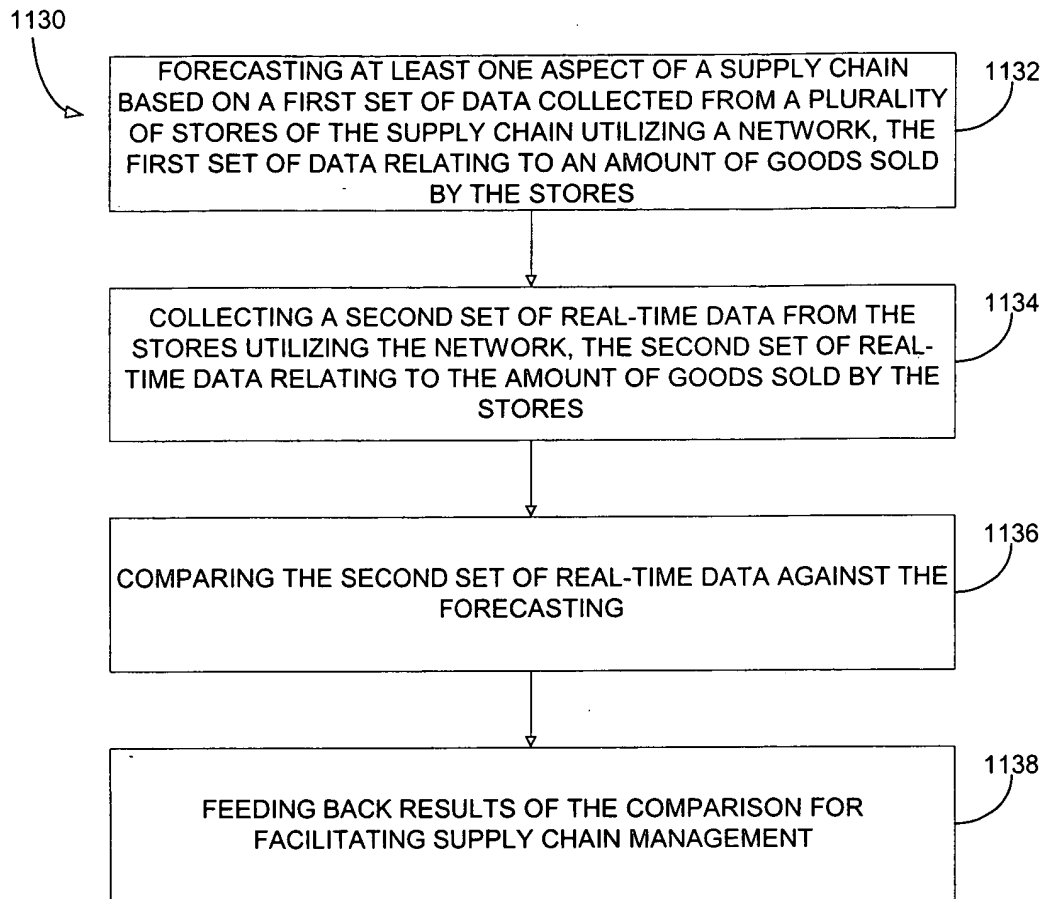 1130
FORECASTING AT LEAST ONE ASPECT OF A SUPPLY CHAIN
BASED ON A FIRST SET OF DATA COLLECTED FROM A PLURALITY
OF STORES OF THE SUPPLY CHAIN UTILIZING A NETWORK, THE
FIRST SET OF DATA RELATING TO AN AMOUNT OF GOODS SOLD
BY THE STORES
1132
COLLECTING A SECOND SET OF REAL-TIME DATA FROM THE
STORES UTILIZING THE NETWORK, THE SECOND SET OF REAL-
TIME DATA RELATING TO THE AMOUNT OF GOODS SOLD BY THE
STORES
1134
COMPARING THE SECOND SET OF REAL-TIME DATA AGAINST THE
FORECASTING
1136
FEEDING BACK RESULTS OF THE COMPARISON FOR
FACILITATING SUPPLY CHAIN MANAGEMENT
1138